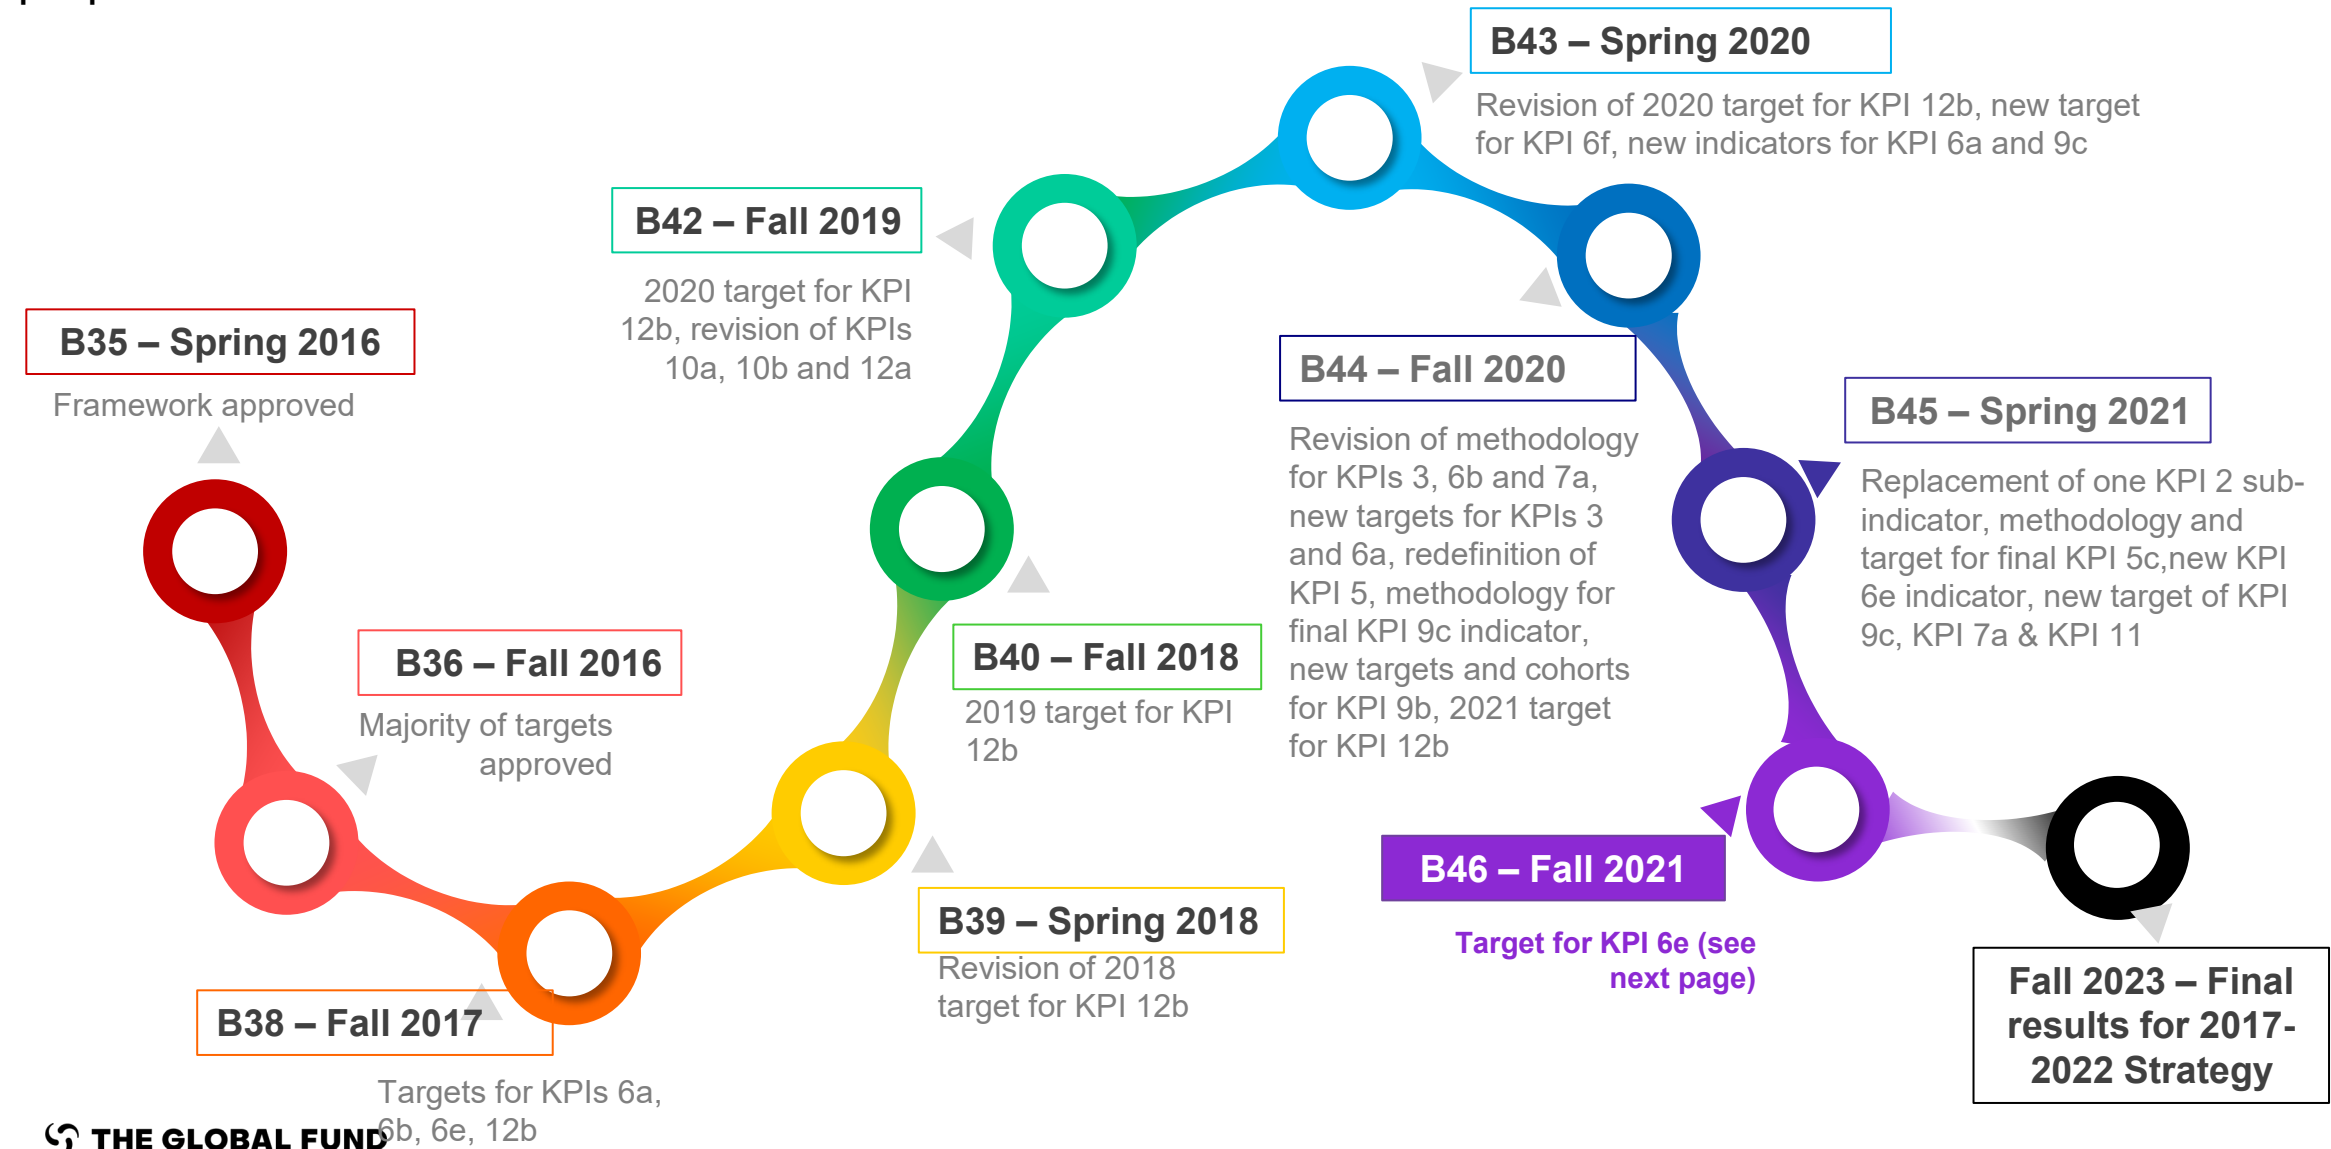 B35 – Spring 2016
Framework approved
B36 – Fall 2016
Majority of targets
approved
B38 – Fall 2017
Targets for KPIs 6a,
6b, 6e, 12b
B39 – Spring 2018
Revision of 2018
target for KPI 12b
B40 – Fall 2018
2019 target for KPI
12b
B42 – Fall 2019
2020 target for KPI
12b, revision of KPIs
10a, 10b and 12a
B43 – Spring 2020
Revision of 2020 target for KPI 12b, new target
for KPI 6f, new indicators for KPI 6a and 9c
B44 – Fall 2020
Revision of methodology
for KPIs 3, 6b and 7a,
new targets for KPIs 3
and 6a, redefinition of
KPI 5, methodology for
final KPI 9c indicator,
new targets and cohorts
for KPI 9b, 2021 target
for KPI 12b
B45 – Spring 2021
Replacement of one KPI 2 sub-
indicator, methodology and
target for final KPI 5c,new KPI
6e indicator, new target of KPI
9c, KPI 7a & KPI 11
B46 – Fall 2021
Target for KPI 6e (see
next page)
Fall 2023 – Final
results for 2017-
2022 Strategy
THE GLOBAL FUND